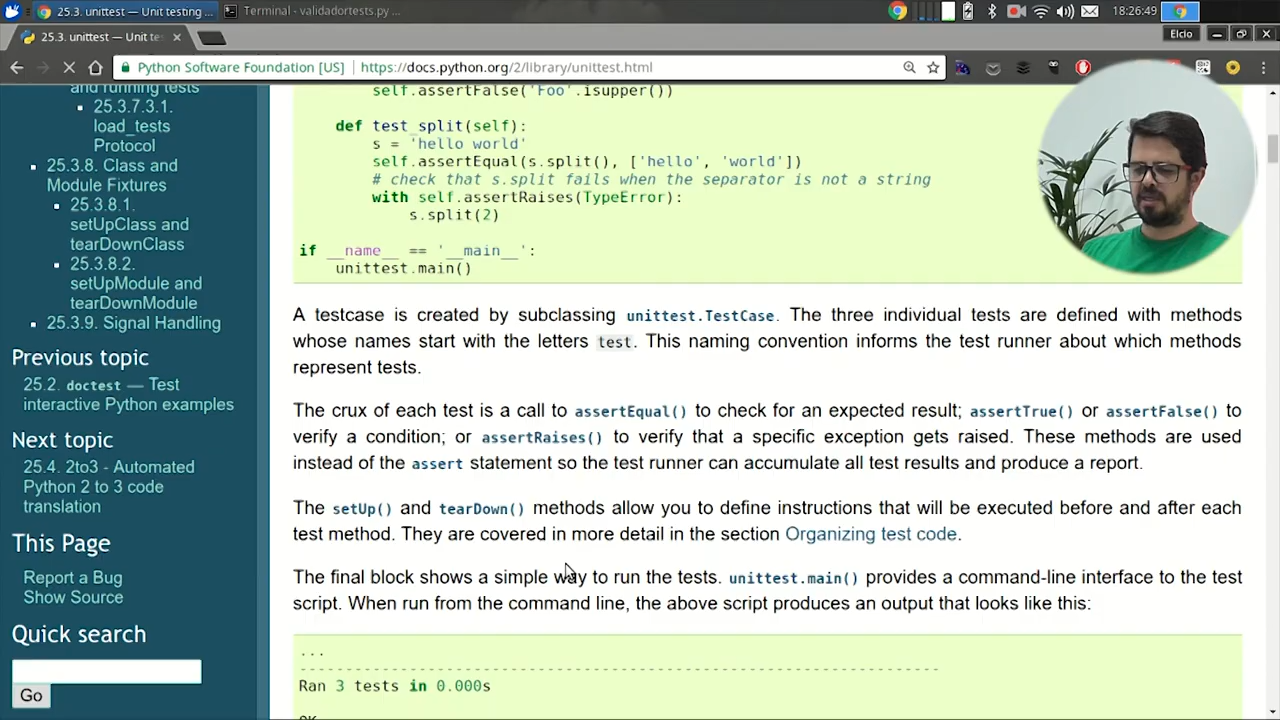 25.3. unittest — Unit testing ...
Terminal - validadortests.py ...
18:26:49
25.3. unittest — Unit tes
Elcio
Python Software Foundation [US]
https://docs.python.org/2/library/unittest.html
and running tests
25.3.7.3.1.
load_tests
Protocol
25.3.8. Class and
Module Fixtures
25.3.8.1.
setUpClass and
tearDownClass
25.3.8.2.
setUpModule and
tearDownModule
25.3.9. Signal Handling
Previous topic
25.2. doctest — Test
interactive Python examples
Next topic
25.4. 2to3 - Automated
Python 2 to 3 code
translation
This Page
Report a Bug
Show Source
Quick search
Go
self.assertFalse('Foo'.isupper())
def test_split(self):
s = 'hello world'
self.assertEqual(s.split(), ['hello', 'world'])
# check that s.split fails when the separator is not a string
with self.assertRaises(TypeError):
s.split(2)
if __name__ == '__main__':
unittest.main()
A testcase is created by subclassing unittest.TestCase. The three individual tests are defined with methods
whose names start with the letters test. This naming convention informs the test runner about which methods
represent tests.
The crux of each test is a call to assertEqual() to check for an expected result; assertTrue() or assertFalse() to
verify a condition; or assertRaises() to verify that a specific exception gets raised. These methods are used
instead of the assert statement so the test runner can accumulate all test results and produce a report.
The setUp() and tearDown() methods allow you to define instructions that will be executed before and after each
test method. They are covered in more detail in the section Organizing test code.
The final block shows a simple way to run the tests. unittest.main() provides a command-line interface to the test
script. When run from the command line, the above script produces an output that looks like this:
...
----------------------------------------------------------------------
Ran 3 tests in 0.000s
OK